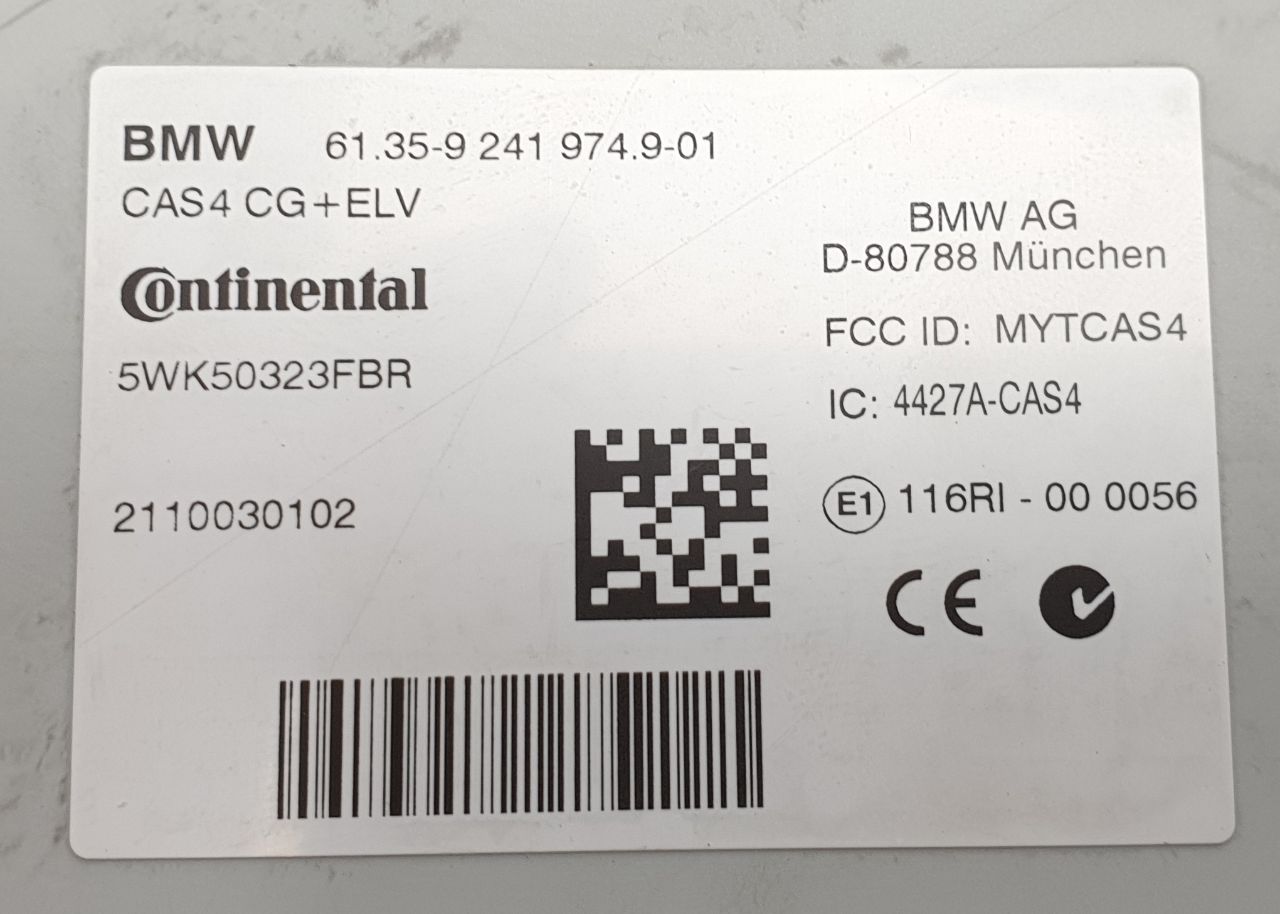 BMW 61.35-9 241 974.9-01
CAS4 CG+ELV
Continental
5WK50323FBR
2110030102
BMW AG
D-80788 München
FCC ID: MYTCAS4
IC: 4427A-CAS4
E1 116RI - 00 0056
CE